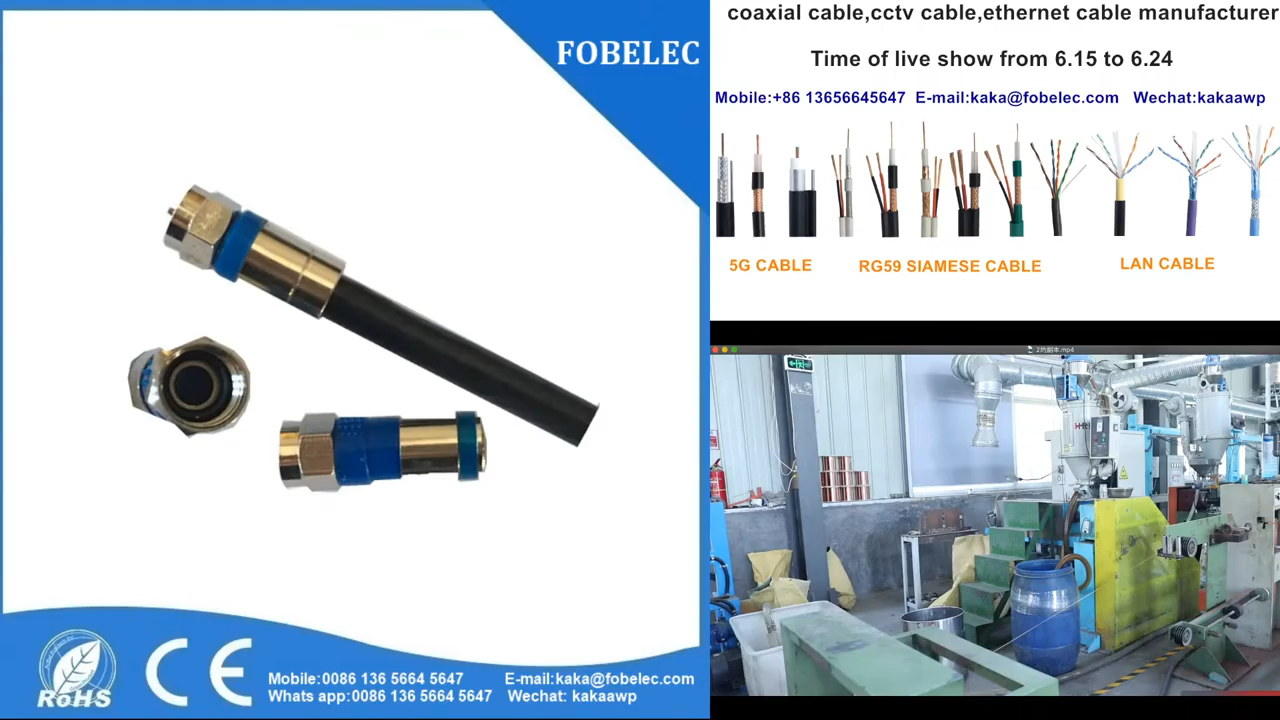 FOBELEC
RoHS
CE
Mobile:0086 136 5664 5647 E-mail:kaka@fobelec.com
Whats app:0086 136 5664 5647 Wechat: kakaawp
coaxial cable,cctv cable,ethernet cable manufacturer
Time of live show from 6.15 to 6.24
Mobile:+86 13656645647 E-mail:kaka@fobelec.com Wechat:kakaawp
5G CABLE
RG59 SIAMESE CABLE
LAN CABLE